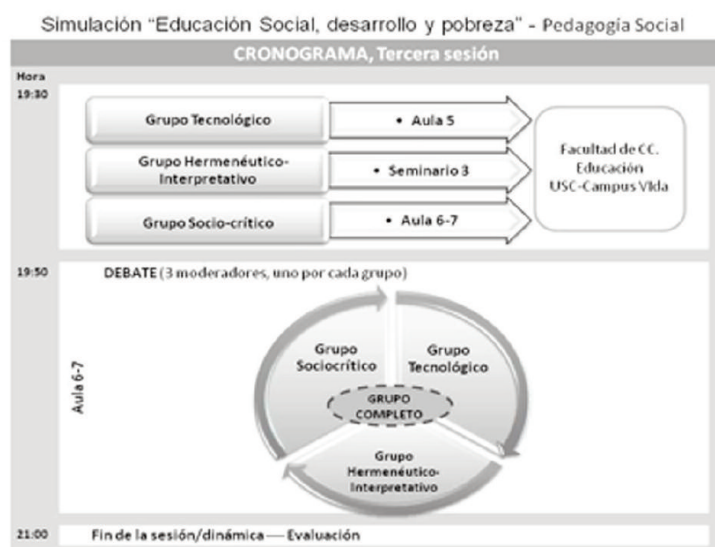 Simulación “Educación Social, desarrollo y pobreza” - Pedagogía Social
CRONOGRAMA, Tercera sesión
Hora
19:30
Grupo Tecnológico
• Aula 5
Grupo Hermenéutico-
Interpretativo
• Seminario 3
Grupo Socio-crítico
• Aula 6-7
Facultad de CC.
Educación
USC-Campus Vida
19:50
DEBATE (3 moderadores, uno por cada grupo)
Aula 6-7
Grupo
Sociocrítico
Grupo
Tecnológico
GRUPO
COMPLETO
Grupo
Hermenéutico-
Interpretativo
21:00
Fin de la sesión/dinámica — Evaluación